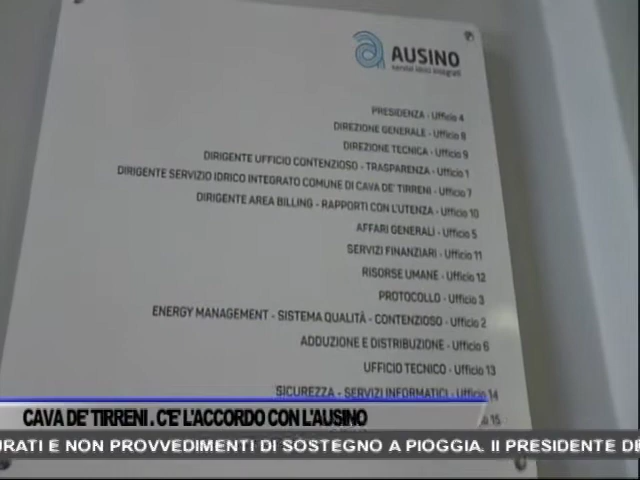 AUSINO
servizi idrici integrati
PRESIDENZA - Ufficio 4
DIREZIONE GENERALE - Ufficio 8
DIREZIONE TECNICA - Ufficio 9
DIRIGENTE UFFICIO CONTENZIOSO - TRASPARENZA - Ufficio 1
DIRIGENTE SERVIZIO IDRICO INTEGRATO COMUNE DI CAVA DE' TIRRENI - Ufficio 7
DIRIGENTE AREA BILLING - RAPPORTI CON L'UTENZA - Ufficio 10
AFFARI GENERALI - Ufficio 5
SERVIZI FINANZIARI - Ufficio 11
RISORSE UMANE - Ufficio 12
PROTOCOLLO - Ufficio 3
ENERGY MANAGEMENT - SISTEMA QUALITÀ - CONTENZIOSO - Ufficio 2
ADDUZIONE E DISTRIBUZIONE - Ufficio 6
UFFICIO TECNICO - Ufficio 13
SICUREZZA - SERVIZI INFORMATICI - Ufficio 14
15
CAVA DE' TIRRENI . C'E' L'ACCORDO CON L'AUSINO
URATI E NON PROVVEDIMENTI DI SOSTEGNO A PIOGGIA. Il PRESIDENTE DE